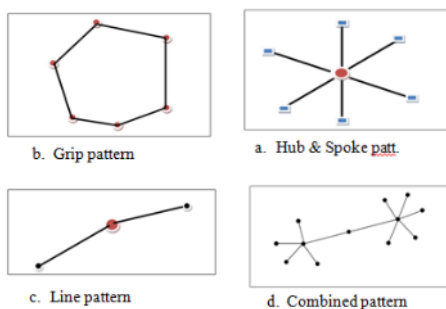 b. Grip pattern
a. Hub & Spoke patt.
c. Line pattern
d. Combined pattern